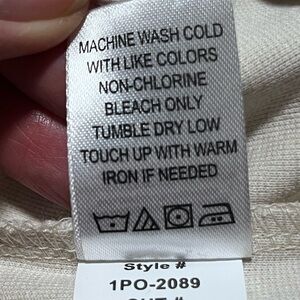 MACHINE WASH COLD
WITH LIKE COLORS
NON-CHLORINE
BLEACH ONLY
TUMBLE DRY LOW
TOUCH UP WITH WARM
IRON IF NEEDED
Style #
1PO-2089